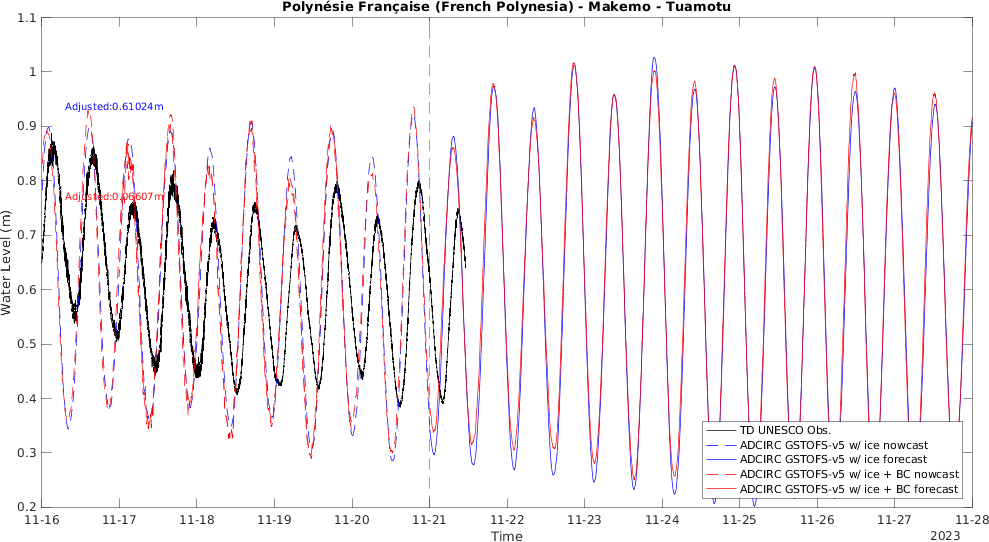 Polynésie Française (French Polynesia) - Makemo - Tuamotu
1.1
1
0.9
0.8
0.7
0.6
0.5
0.4
0.3
0.2
Water Level (m)
Adjusted:0.61024m
Adjusted:0.06607m
TD UNESCO Obs.
ADCIRC GSTOFS-v5 w/ ice nowcast
ADCIRC GSTOFS-v5 w/ ice forecast
ADCIRC GSTOFS-v5 w/ ice + BC nowcast
ADCIRC GSTOFS-v5 w/ ice + BC forecast
11-16 11-17 11-18 11-19 11-20 11-21 11-22 11-23 11-24 11-25 11-26 11-27 11-28
Time
2023